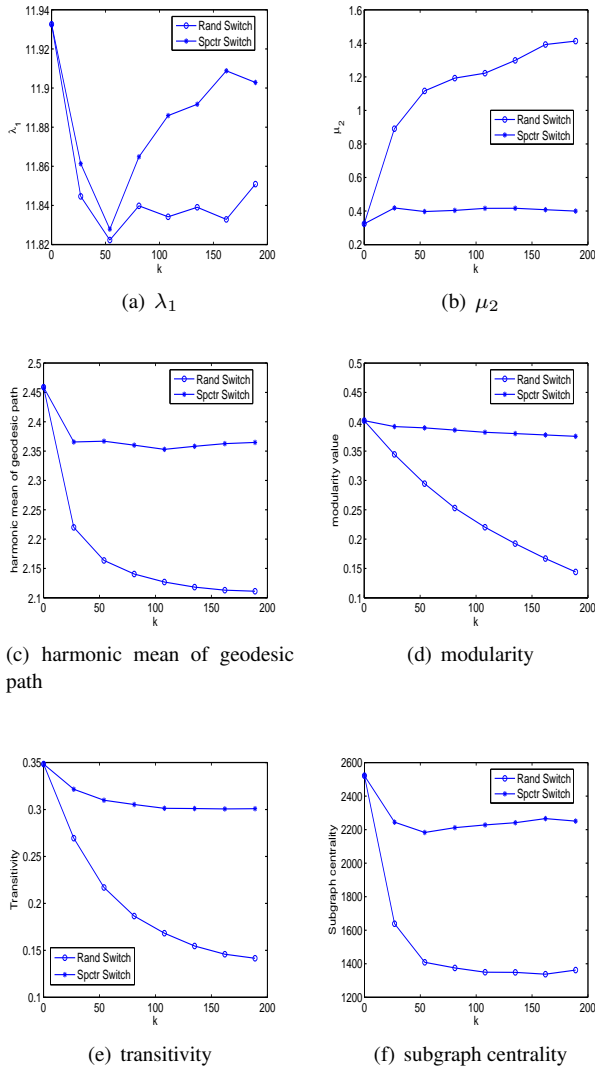 11.94
11.92
11.9
11.88
11.86
11.84
11.82
λ1
0 50 100 150 200
k
Rand Switch
Spctr Switch
(a) λ1
1.6
1.4
1.2
1
0.8
0.6
0.4
0.2
μ2
0 50 100 150 200
k
Rand Switch
Spctr Switch
(b) μ2
2.5
2.45
2.4
2.35
2.3
2.25
2.2
2.15
2.1
harmonic mean of geodesic path
0 50 100 150 200
k
Rand Switch
Spctr Switch
(c) harmonic mean of geodesic
path
0.5
0.45
0.4
0.35
0.3
0.25
0.2
0.15
0.1
modularity value
0 50 100 150 200
k
Rand Switch
Spctr Switch
(d) modularity
0.35
0.3
0.25
0.2
0.15
0.1
Transitivity
0 50 100 150 200
k
Rand Switch
Spctr Switch
(e) transitivity
2600
2400
2200
2000
1800
1600
1400
1200
Subgraph centrality
0 50 100 150 200
k
Rand Switch
Spctr Switch
(f) subgraph centrality